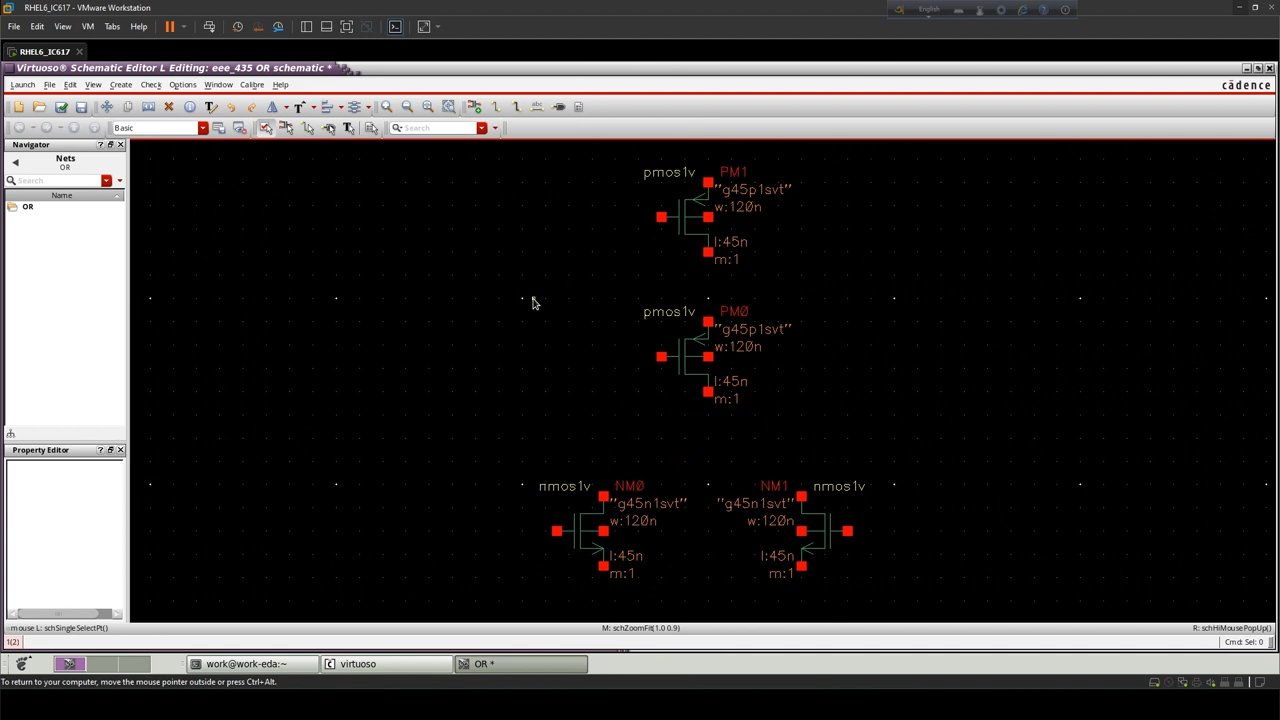 RHEL6_IC617 - VMware Workstation
English
File Edit View VM Tabs Help
RHEL6_IC617
Virtuoso® Schematic Editor L Editing: eee_435 OR schematic *
Launch File Edit View Create Check Options Window Calibre Help
cādence
Basic
Search
Navigator
Nets
OR
Search
Name
OR
Property Editor
pmos1v PM1
"g45p1svt"
w:120n
l:45n
m:1
pmos1v PM0
"g45p1svt"
w:120n
l:45n
m:1
nmos1v NM0
"g45n1svt"
w:120n
l:45n
m:1
NM1 nmos1v
"g45n1svt"
w:120n
l:45n
m:1
mouse L: schSingleSelectPt()
M: schZoomFit(1.0 0.9)
R: schHiMousePopUp()
1(2)
Cmd: Sel: 0
work@work-eda:~
virtuoso
OR *
To return to your computer, move the mouse pointer outside or press Ctrl+Alt.